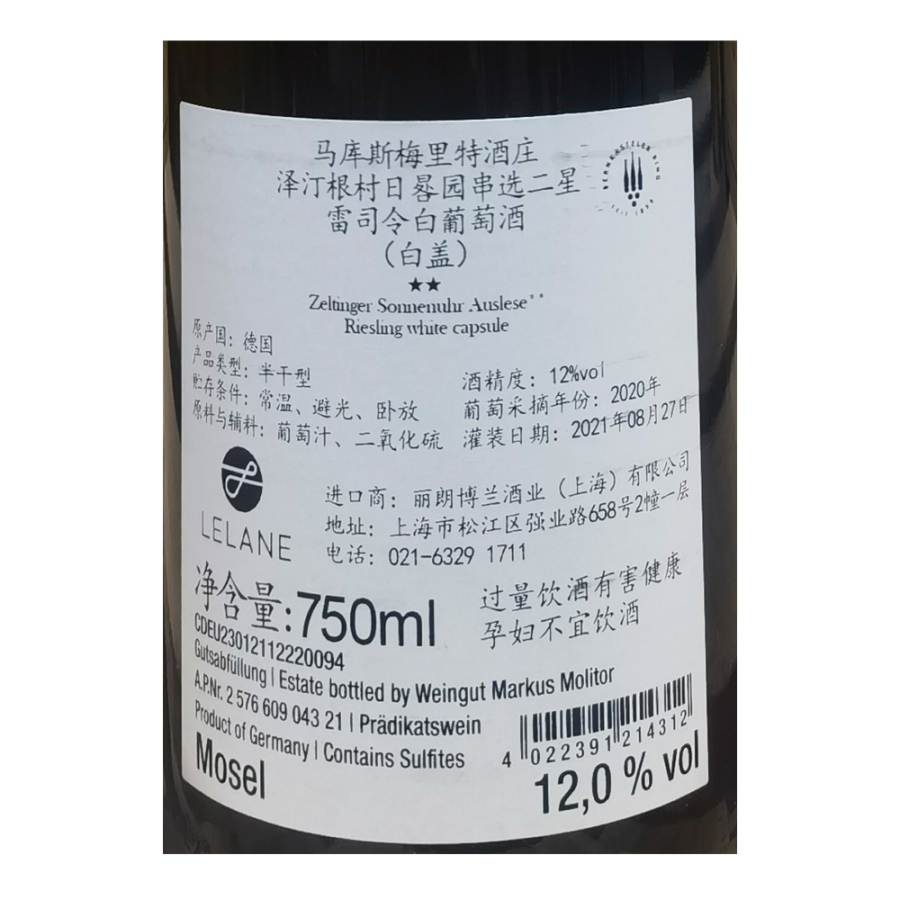 马库斯梅里特酒庄
泽汀根村日晷园串选二星
雷司令白葡萄酒
（白盖）
★★
Zeltinger Sonnenuhr Auslese**
Riesling white capsule
原产国：德国
产品类型：半干型
贮存条件：常温、避光、卧放
原料与辅料：葡萄汁、二氧化硫
酒精度：12%vol
葡萄采摘年份：2020年
灌装日期：2021年08月27日
LELANE
进口商：丽朗博兰酒业（上海）有限公司
地址：上海市松江区强业路658号2幢一层
电话：021-6329 1711
净含量:750ml
过量饮酒有害健康
孕妇不宜饮酒
CDEU23012112220094
Gutsabfüllung | Estate bottled by Weingut Markus Molitor
A.P.Nr. 2 576 609 043 21 | Prädikatswein
Product of Germany | Contains Sulfites
Mosel
4 022391 214312
12,0 % vol